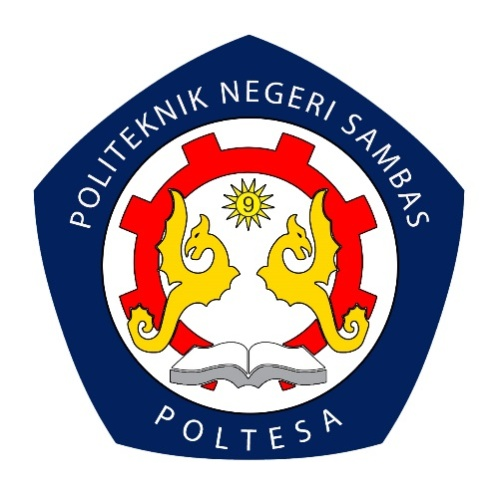 POLITEKNIK NEGERI SAMBAS
9
POLTESA